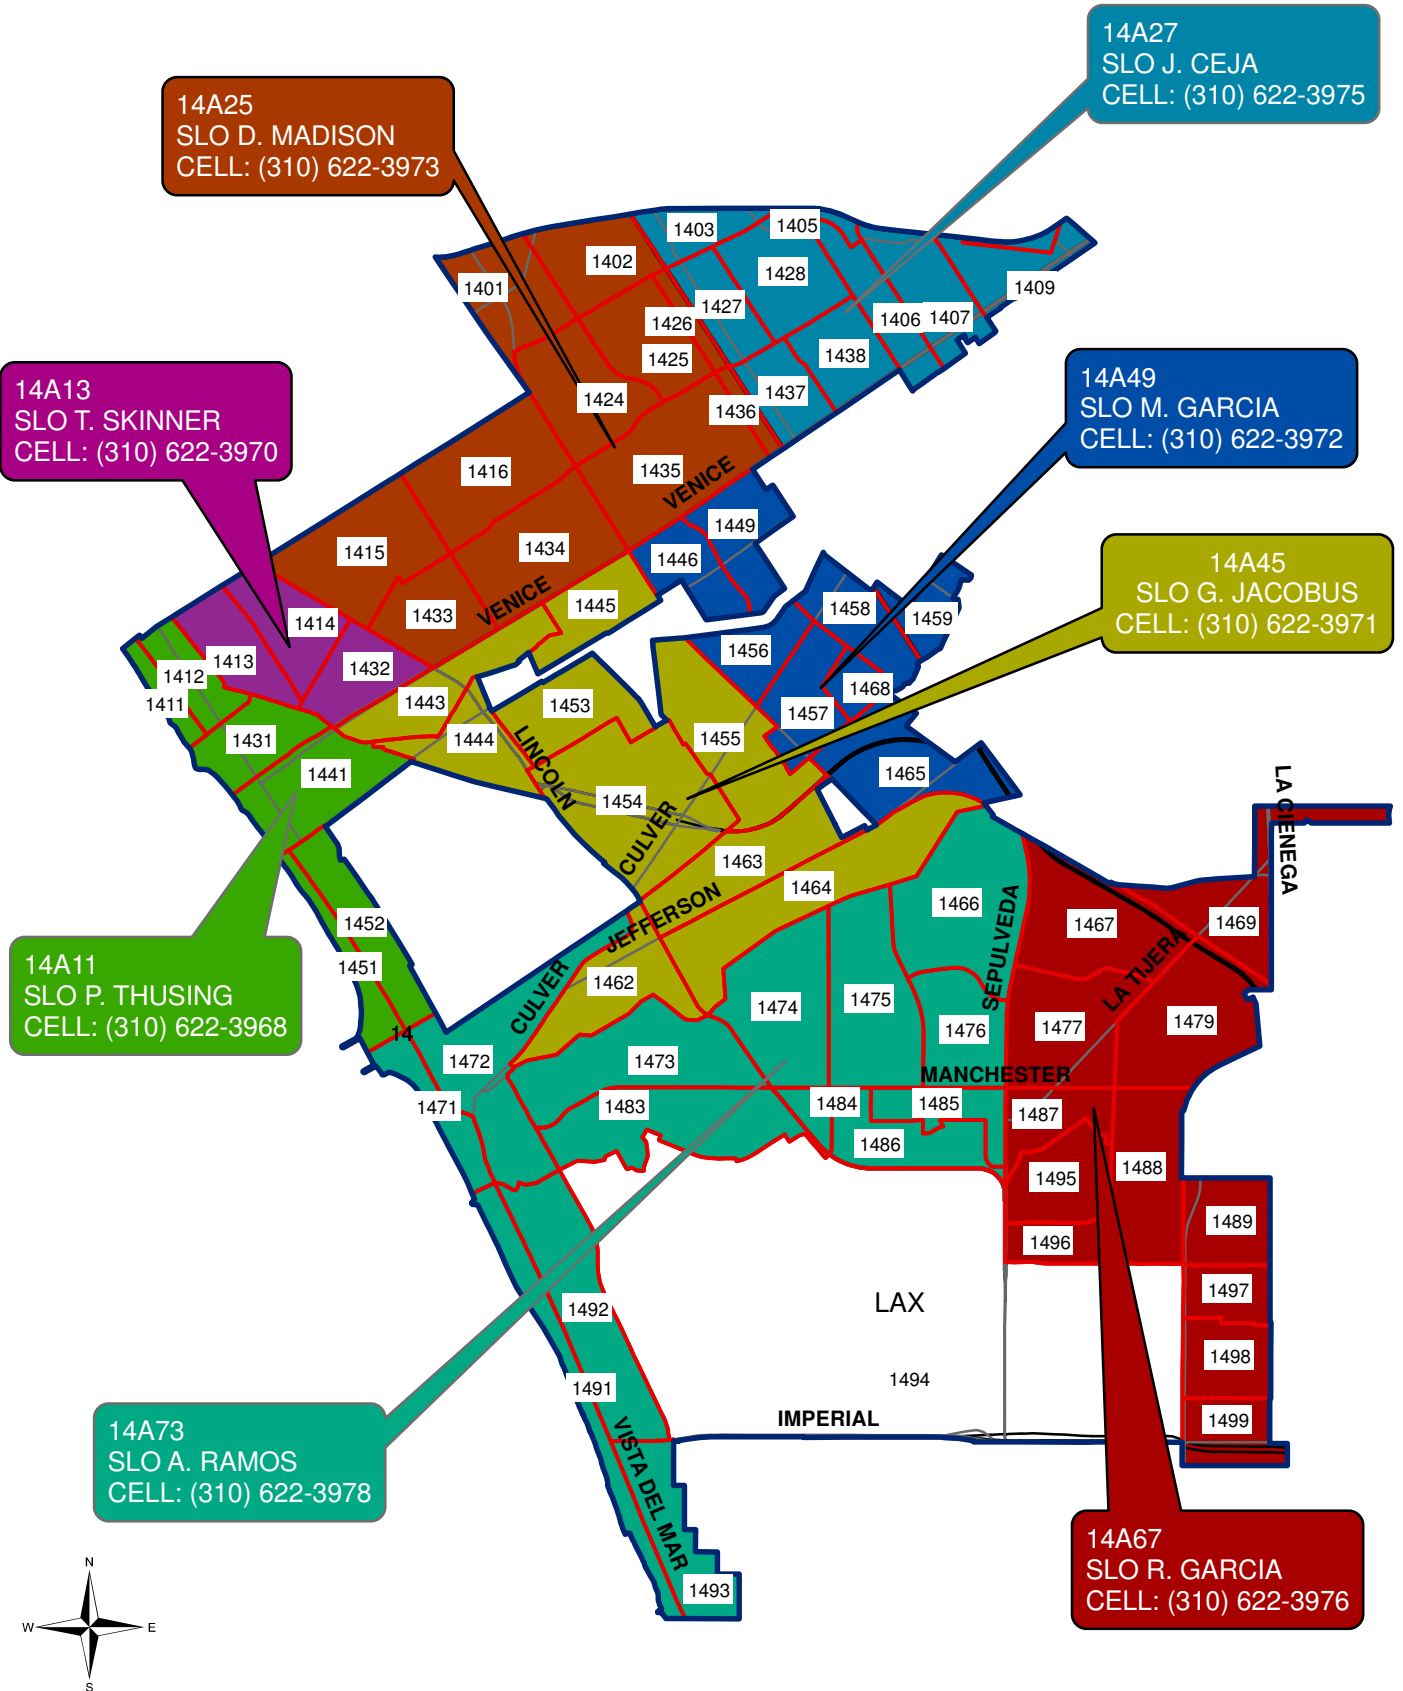 14A27
SLO J. CEJA
CELL: (310) 622-3975
14A25
SLO D. MADISON
CELL: (310) 622-3973
14A13
SLO T. SKINNER
CELL: (310) 622-3970
14A49
SLO M. GARCIA
CELL: (310) 622-3972
14A45
SLO G. JACOBUS
CELL: (310) 622-3971
14A11
SLO P. THUSING
CELL: (310) 622-3968
14A73
SLO A. RAMOS
CELL: (310) 622-3978
14A67
SLO R. GARCIA
CELL: (310) 622-3976
1403
1405
1402
1428
1401
1409
1427
1426
1406
1407
1425
1438
1437
1424
1436
1416
1435
VENICE
1449
1415
1434
1446
VENICE
1445
1458
1459
1433
1414
1456
1413
1432
1412
1468
1411
1443
1453
1457
1431
1444
1455
LINCOLN
1441
1465
LA CIENEGA
1454
CULVER
1463
1464
1466
SEPULVEDA
JEFFERSON
1452
1467
1469
LA TIJERA
1451
1462
CULVER
1474
1475
1476
1477
1479
14
1472
1473
MANCHESTER
1471
1483
1484
1485
1487
1486
1488
1495
1489
1496
1497
LAX
1492
1498
1494
1491
IMPERIAL
1499
VISTA DEL MAR
1493
N
W
E
S